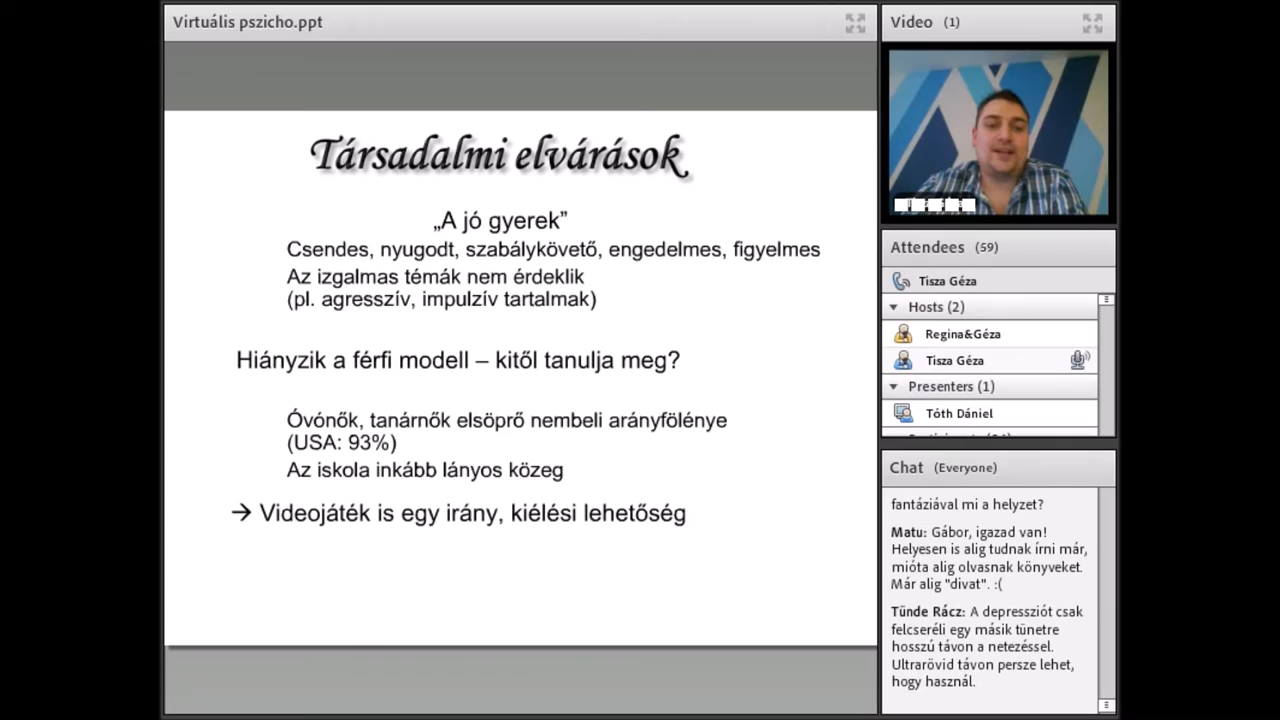 Virtuális pszicho.ppt
Társadalmi elvárások
„A jó gyerek”
Csendes, nyugodt, szabálykövető, engedelmes, figyelmes
Az izgalmas témák nem érdeklik
(pl. agresszív, impulzív tartalmak)
Hiányzik a férfi modell – kitől tanulja meg?
Óvónők, tanárnők elsöprő nembeli arányfölénye
(USA: 93%)
Az iskola inkább lányos közeg
→ Videojáték is egy irány, kiélési lehetőség
Video (1)
Attendees (59)
Tisza Géza
Hosts (2)
Regina&Géza
Tisza Géza
Presenters (1)
Tóth Dániel
Chat (Everyone)
fantáziával mi a helyzet?
Matu: Gábor, igazad van!
Helyesen is alig tudnak írni már,
mióta alig olvasnak könyveket.
Már alig "divat". :(
Tünde Rácz: A depressziót csak
felcseréli egy másik tünetre
hosszú távon a netezéssel.
Ultrarövid távon persze lehet,
hogy használ.